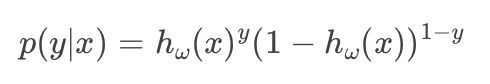 p(y|x) = h_ω(x)^y(1 − h_ω(x))^{1−y}